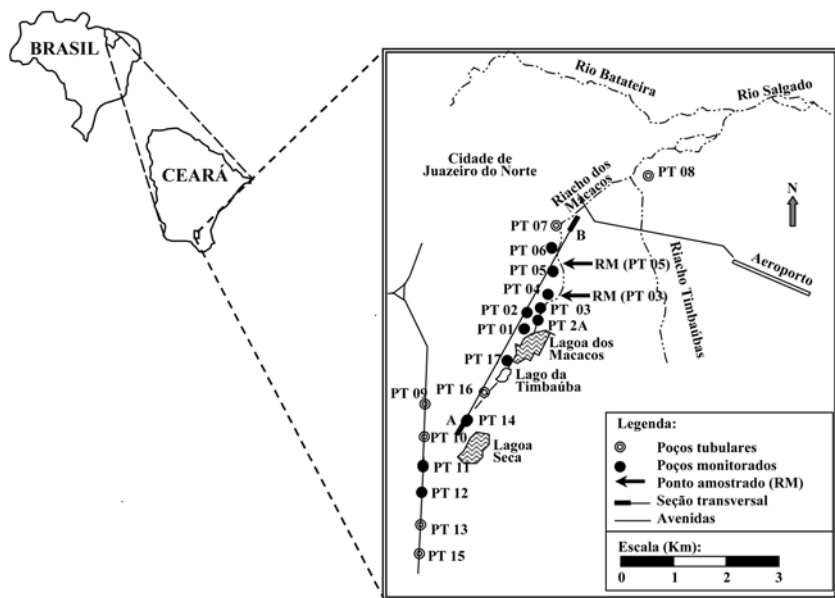 BRASIL
CEARÁ
Rio Batateira
Rio Salgado
Cidade de
Juazeiro do Norte
Riacho dos
Macacos
PT 08
N
PT 07
B
PT 06
PT 05
RM (PT 05)
Aeroporto
Riacho Timbaúbas
PT 04
RM (PT 03)
PT 02
PT 03
PT 01
PT 2A
Lagoa dos
Macacos
PT 17
Lago da
Timbaúba
PT 16
PT 09
A
PT 14
PT 10
Lagoa
Seca
PT 11
PT 12
PT 13
PT 15
Legenda:
Poços tubulares
Poços monitorados
Ponto amostrado (RM)
Seção transversal
Avenidas
Escala (Km):
0 1 2 3